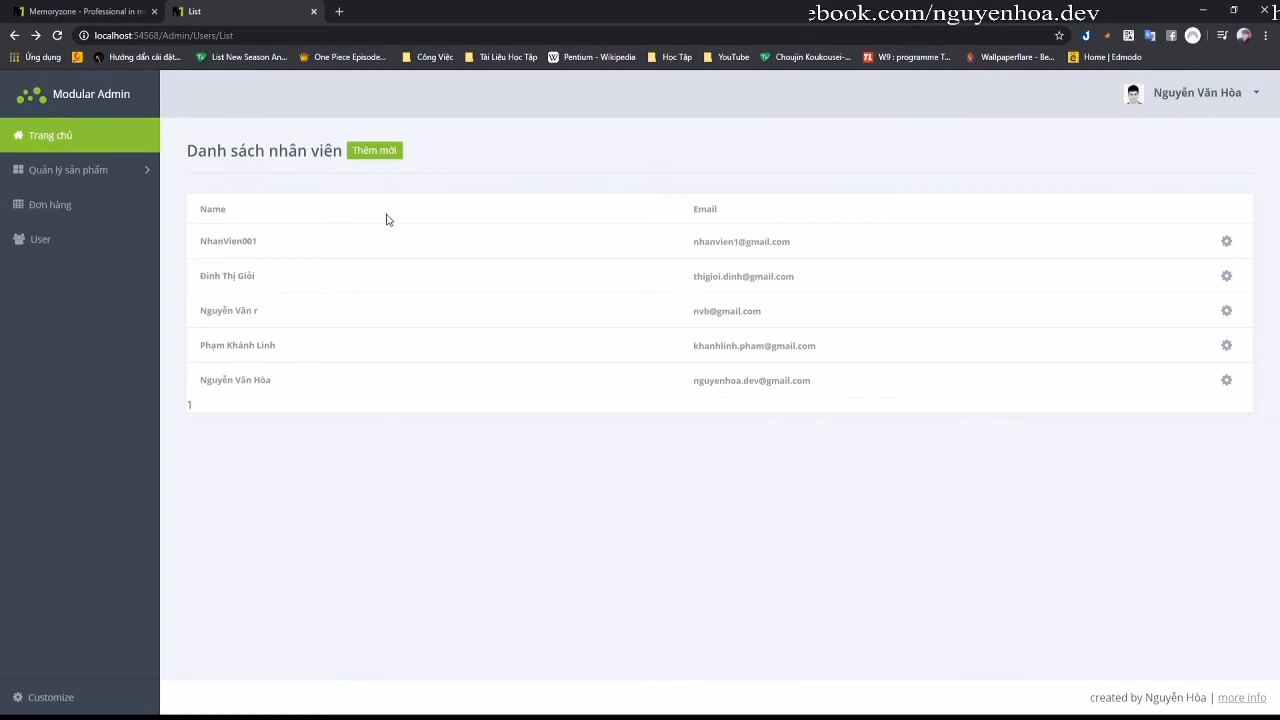 Memoryzone - Professional in m
List
ɔbook.com/nguyenhoa.dev
localhost:54568/Admin/Users/List
Ứng dụng
Hướng dẫn cài đặt...
List New Season An...
One Piece Episode...
Công Việc
Tài Liệu Học Tập
Pentium - Wikipedia
Học Tập
YouTube
Choujin Koukousei-...
W9 : programme T...
Wallpaperflare - Be...
Home | Edmodo
Modular Admin
Nguyễn Văn Hòa
Trang chủ
Quản lý sản phẩm
Đơn hàng
User
Danh sách nhân viên Thêm mới
Name Email
NhanVien001 nhanvien1@gmail.com
Đinh Thị Giỏi thigioi.dinh@gmail.com
Nguyễn Văn r nvb@gmail.com
Phạm Khánh Linh khanhlinh.pham@gmail.com
Nguyễn Văn Hòa nguyenhoa.dev@gmail.com
1
Customize
created by Nguyễn Hòa | more info